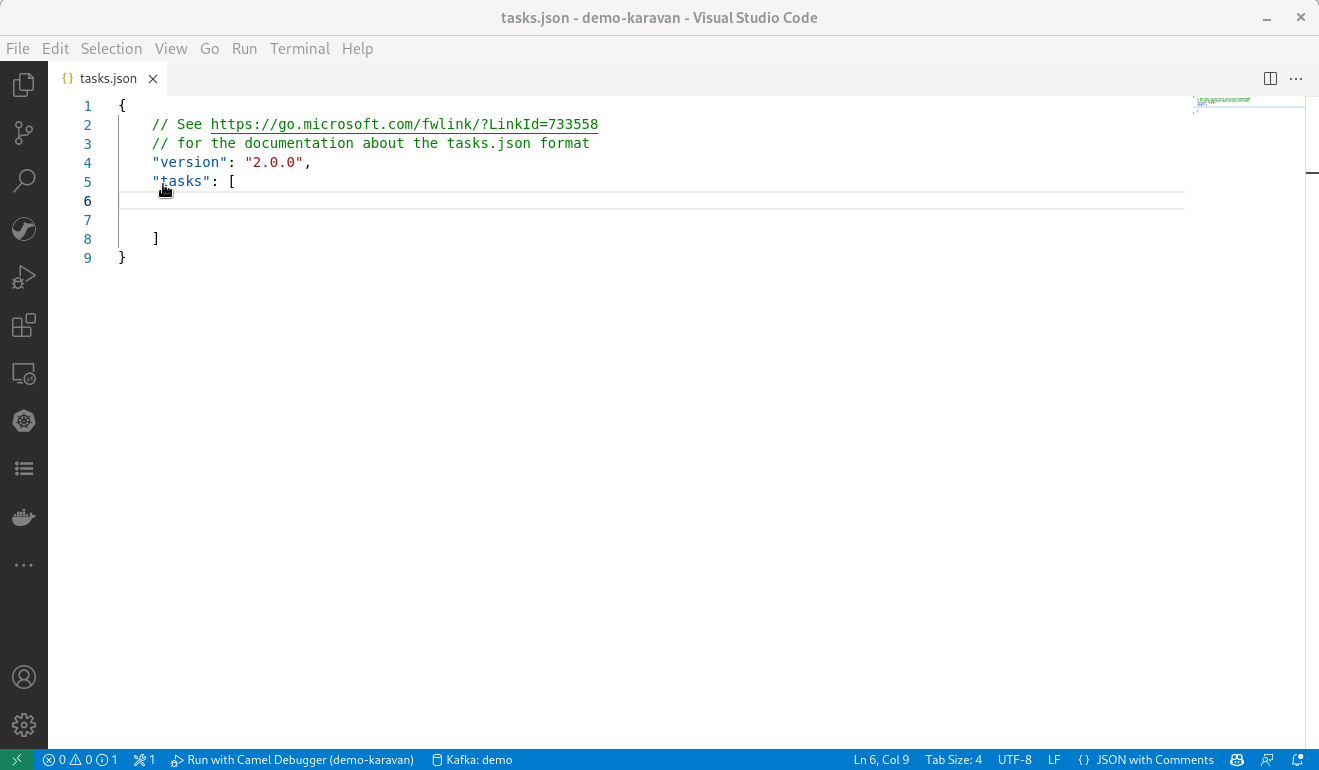 tasks.json - demo-karavan - Visual Studio Code
File Edit Selection View Go Run Terminal Help
{} tasks.json
1 {
2 // See https://go.microsoft.com/fwlink/?LinkId=733558
3 // for the documentation about the tasks.json format
4 "version": "2.0.0",
5 "tasks": [
6
7
8 ]
9 }
0 0 1 1 Run with Camel Debugger (demo-karavan) Kafka: demo Ln 6, Col 9 Tab Size: 4 UTF-8 LF {} JSON with Comments